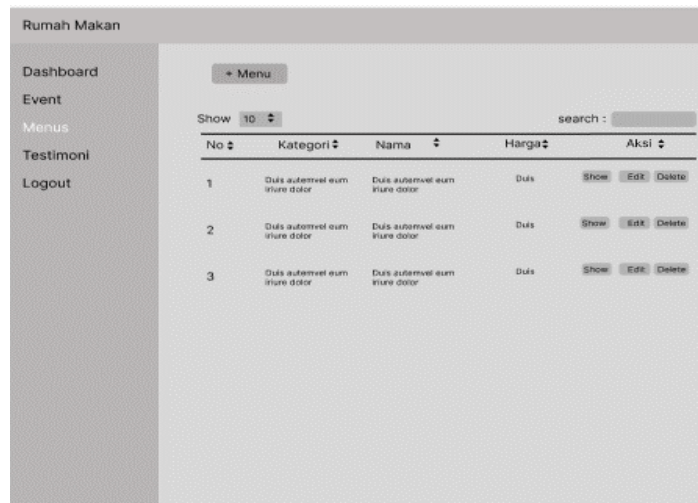 Rumah Makan
Dashboard
Event
Menus
Testimoni
Logout
+ Menu
Show 10
search :
No Kategori Nama Harga Aksi
1 Duis autemvel eum Duis autemvel eum Duis Show Edit Delete
iriure dolor iriure dolor
2 Duis autemvel eum Duis autemvel eum Duis Show Edit Delete
iriure dolor iriure dolor
3 Duis autemvel eum Duis autemvel eum Duis Show Edit Delete
iriure dolor iriure dolor